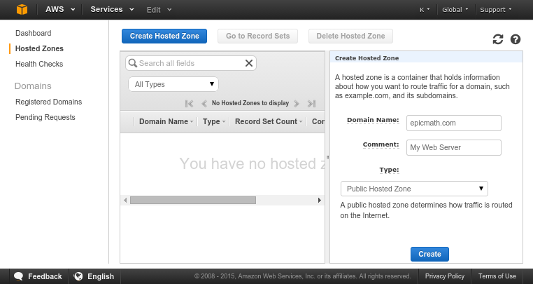 AWS Services Edit K Global Support
Dashboard
Hosted Zones
Health Checks
Domains
Registered Domains
Pending Requests
Create Hosted Zone Go to Record Sets Delete Hosted Zone
Search all fields
All Types
No Hosted Zones to display
Domain Name Type Record Set Count Com
You have no hosted z
Create Hosted Zone
A hosted zone is a container that holds information
about how you want to route traffic for a domain, such
as example.com, and its subdomains.
Domain Name: epicmath.com
Comment: My Web Server
Type:
Public Hosted Zone
A public hosted zone determines how traffic is routed
on the Internet.
Create
Feedback English © 2008 - 2015, Amazon Web Services, Inc. or its affiliates. All rights reserved. Privacy Policy Terms of Use